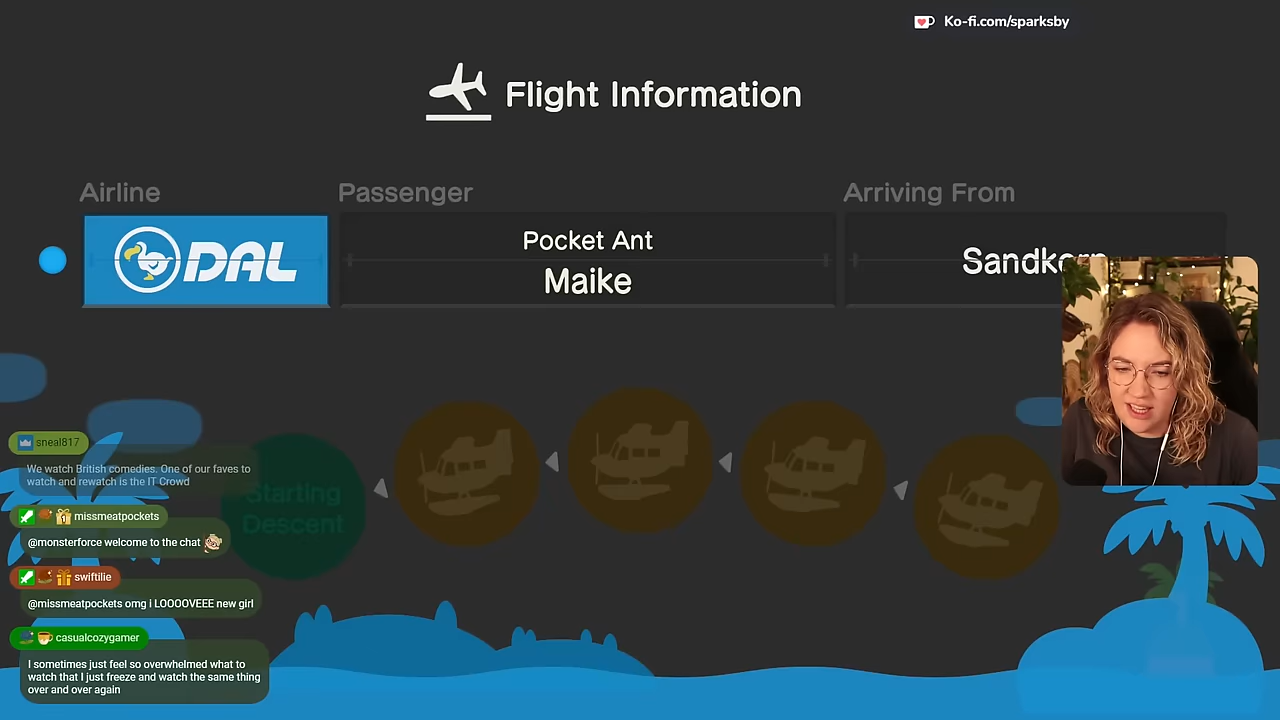 Ko-fi.com/sparksby
Flight Information
Airline
Passenger
Arriving From
DAL
Pocket Ant
Maike
Starting
Descent
sneal817
We watch British comedies. One of our faves to
watch and rewatch is the IT Crowd
missmeatpockets
@monsterforce welcome to the chat
swiftilie
@missmeatpockets omg i LOOOOVEEE new girl
casualcozygamer
I sometimes just feel so overwhelmed what to
watch that I just freeze and watch the same thing
over and over again